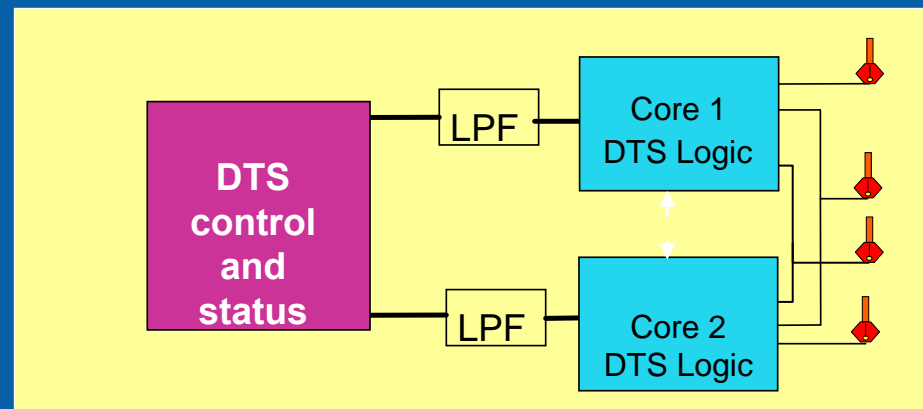 DTS
control
and
status
LPF
Core 1
DTS Logic
LPF
Core 2
DTS Logic